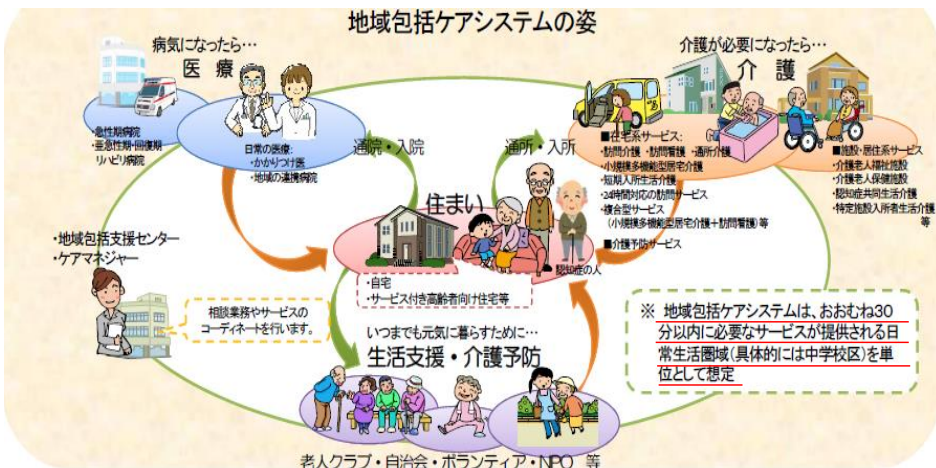 地域包括ケアシステムの姿
病気になったら…
医 療
介護が必要になったら…
介 護
・急性期病院
・亜急性期・回復期
リハビリ病院
日常の医療:
・かかりつけ医
・地域の連携病院
通院・入院
通所・入所
■在宅系サービス:
・訪問介護 ・訪問看護 ・通所介護
・小規模多機能型居宅介護
・短期入所生活介護
・24時間対応の訪問サービス
・複合型サービス
(小規模多機能型居宅介護+訪問看護)等
■介護予防サービス
■施設・居住系サービス
・介護老人福祉施設
・介護老人保健施設
・認知症共同生活介護
・特定施設入所者生活介護
等
住まい
認知症の人
・自宅
・サービス付き高齢者向け住宅等
・地域包括支援センター
・ケアマネジャー
相談業務やサービスの
コーディネートを行います。
いつまでも元気に暮らすために…
生活支援・介護予防
※ 地域包括ケアシステムは、おおむね30
分以内に必要なサービスが提供される日
常生活圏域(具体的には中学校区)を単
位として想定
老人クラブ・自治会・ボランティア・NPO 等